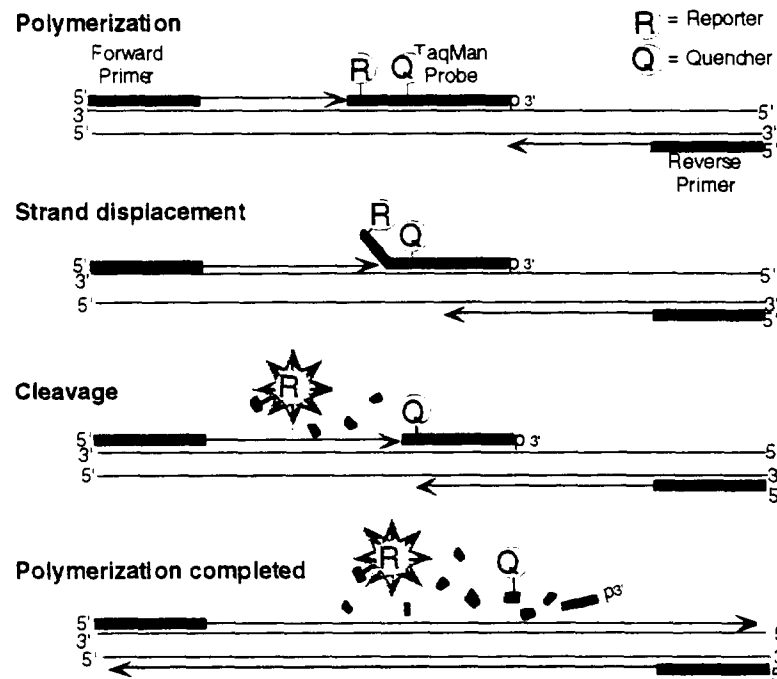 Polymerization
R = Reporter
Q = Quencher
Forward
Primer
TaqMan
Probe
R
Q
5'
3'
3'
5'
5'
3'
5'
Reverse
Primer
Strand displacement
R
Q
5'
3'
3'
5'
5'
3'
5'
Cleavage
R
Q
5'
3'
3'
5'
5'
3'
5'
Polymerization completed
R
Q
p3'
5'
3'
5'